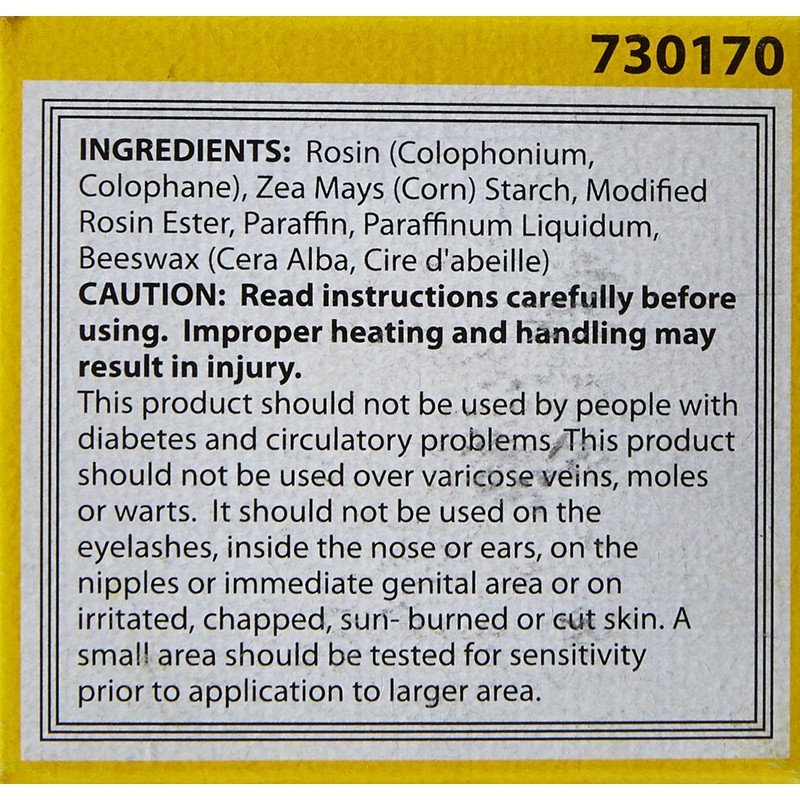 730170
INGREDIENTS: Rosin (Colophonium,
Colophane), Zea Mays (Corn) Starch, Modified
Rosin Ester, Paraffin, Paraffinum Liquidum,
Beeswax (Cera Alba, Cire d'abeille)
CAUTION: Read instructions carefully before
using. Improper heating and handling may
result in injury.
This product should not be used by people with
diabetes and circulatory problems. This product
should not be used over varicose veins, moles
or warts. It should not be used on the
eyelashes, inside the nose or ears, on the
nipples or immediate genital area or on
irritated, chapped, sun- burned or cut skin. A
small area should be tested for sensitivity
prior to application to larger area.